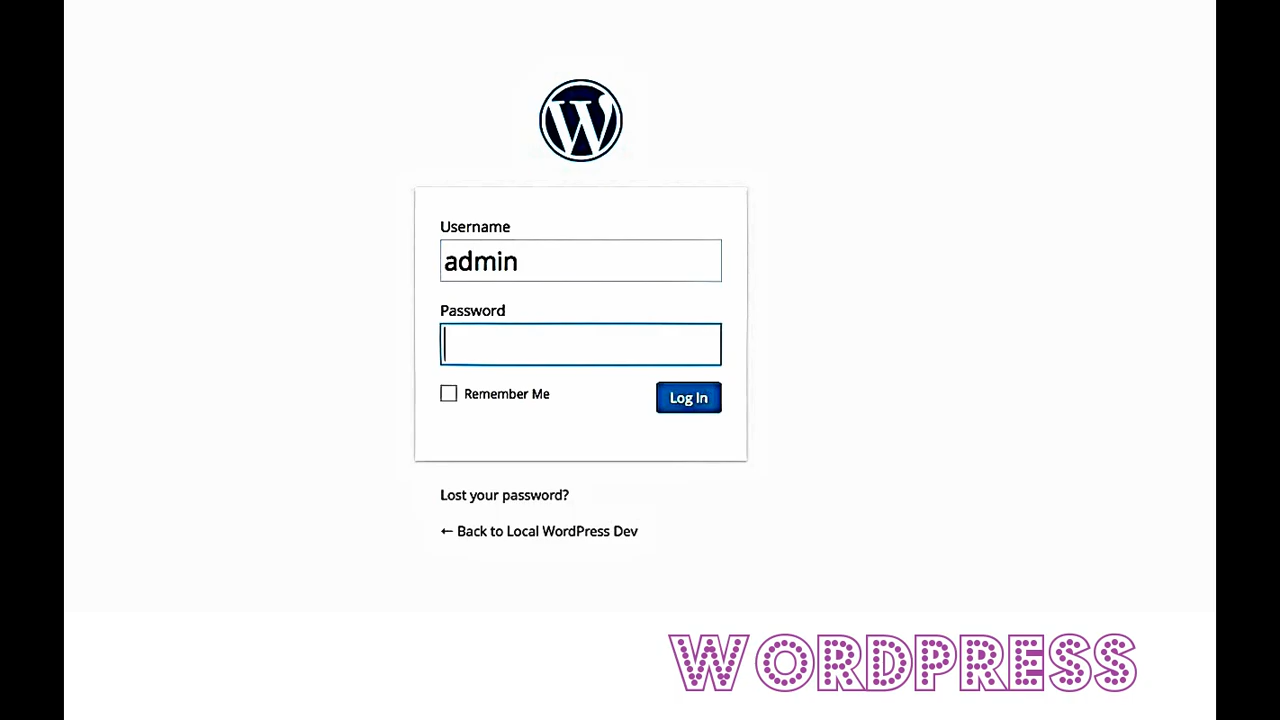 Username
admin
Password
Remember Me
Log In
Lost your password?
← Back to Local WordPress Dev
WORDPRESS